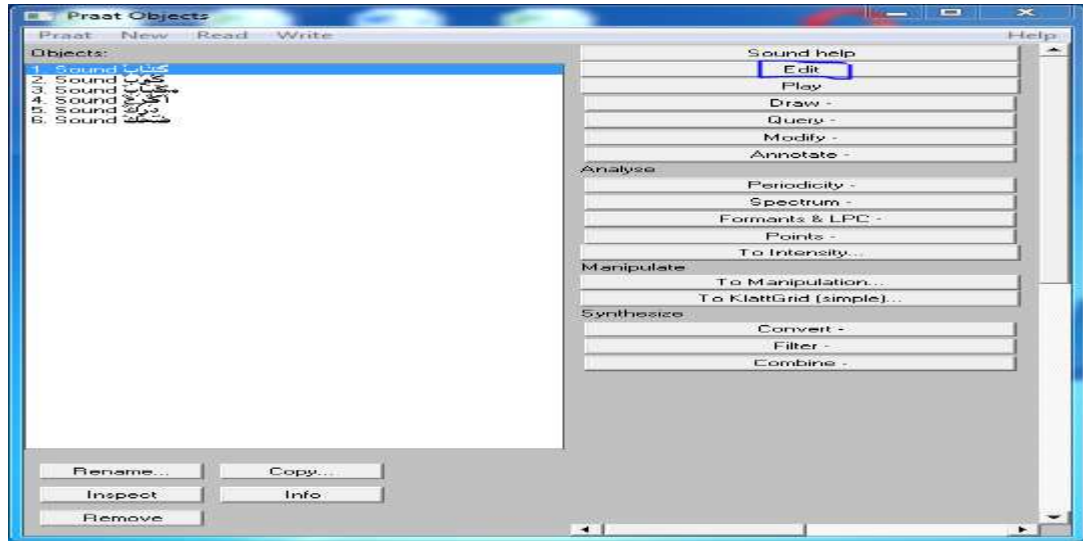 Praat Objects
Praat New Read Write Help
Objects:
1. Sound كتاب
2. Sound
3. Sound
4. Sound
5. Sound
6. Sound
Rename... Copy...
Inspect Info
Remove
Sound help
Edit
Play
Draw -
Query -
Modify -
Annotate -
Analyse
Periodicity -
Spectrum -
Formants & LPC -
Points -
To Intensity...
Manipulate
To Manipulation...
To KlattGrid (simple)...
Synthesize
Convert -
Filter -
Combine -